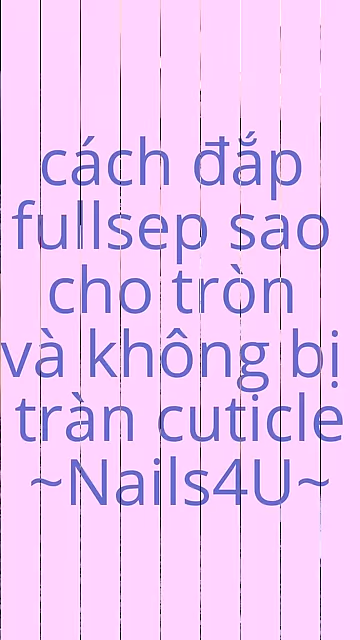 cách đắp
fullsep sao
cho tròn
và không bị
tràn cuticle
~Nails4U~